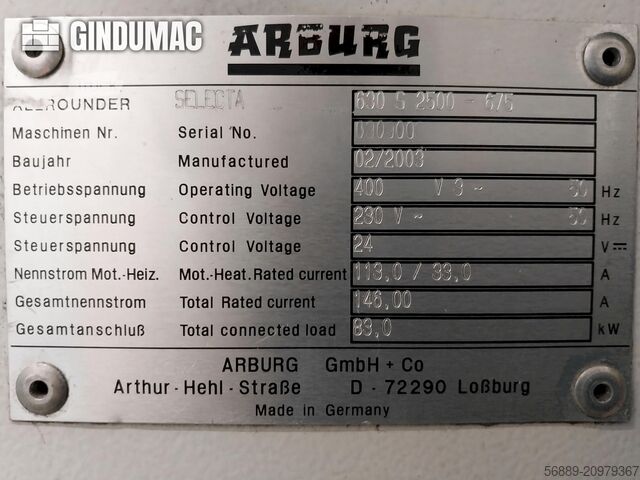 GINDUMAC
ARBURG
ALLROUNDER SELECTA 630 S 2500 - 675
Maschinen Nr. Serial No.
Baujahr Manufactured 02/2003
Betriebsspannung Operating Voltage 400 V 3 ~ 50 Hz
Steuerspannung Control Voltage 230 V ~ 50 Hz
Steuerspannung Control Voltage 24 V⎓
Nennstrom Mot.-Heiz. Mot.-Heat. Rated current 113,0 / 33,0 A
Gesamtnennstrom Total Rated current 146,00 A
Gesamtanschluß Total connected load 83,0 kW
ARBURG GmbH + Co
Arthur - Hehl - Straße D - 72290 Loßburg
Made in Germany
56889-20979367